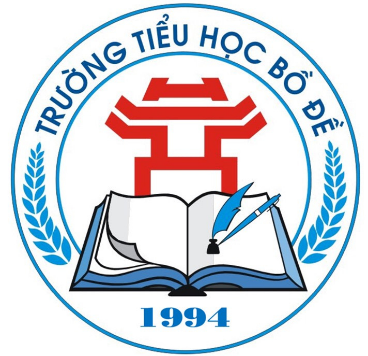 TRƯỜNG TIỂU HỌC BỒ ĐỀ
1994